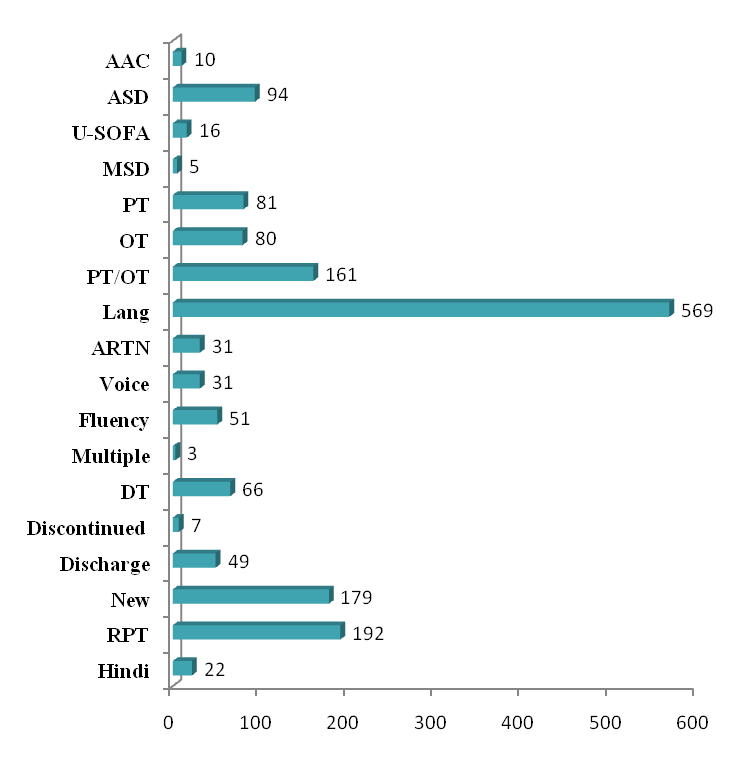 AAC 10
ASD 94
U-SOFA 16
MSD 5
PT 81
OT 80
PT/OT 161
Lang 569
ARTN 31
Voice 31
Fluency 51
Multiple 3
DT 66
Discontinued 7
Discharge 49
New 179
RPT 192
Hindi 22
0 100 200 300 400 500 600